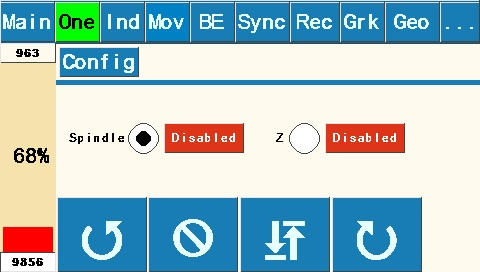 Main One Ind Mov BE Sync Rec Grk Geo ...
963
Config
Spindle Disabled Z Disabled
68%
9856